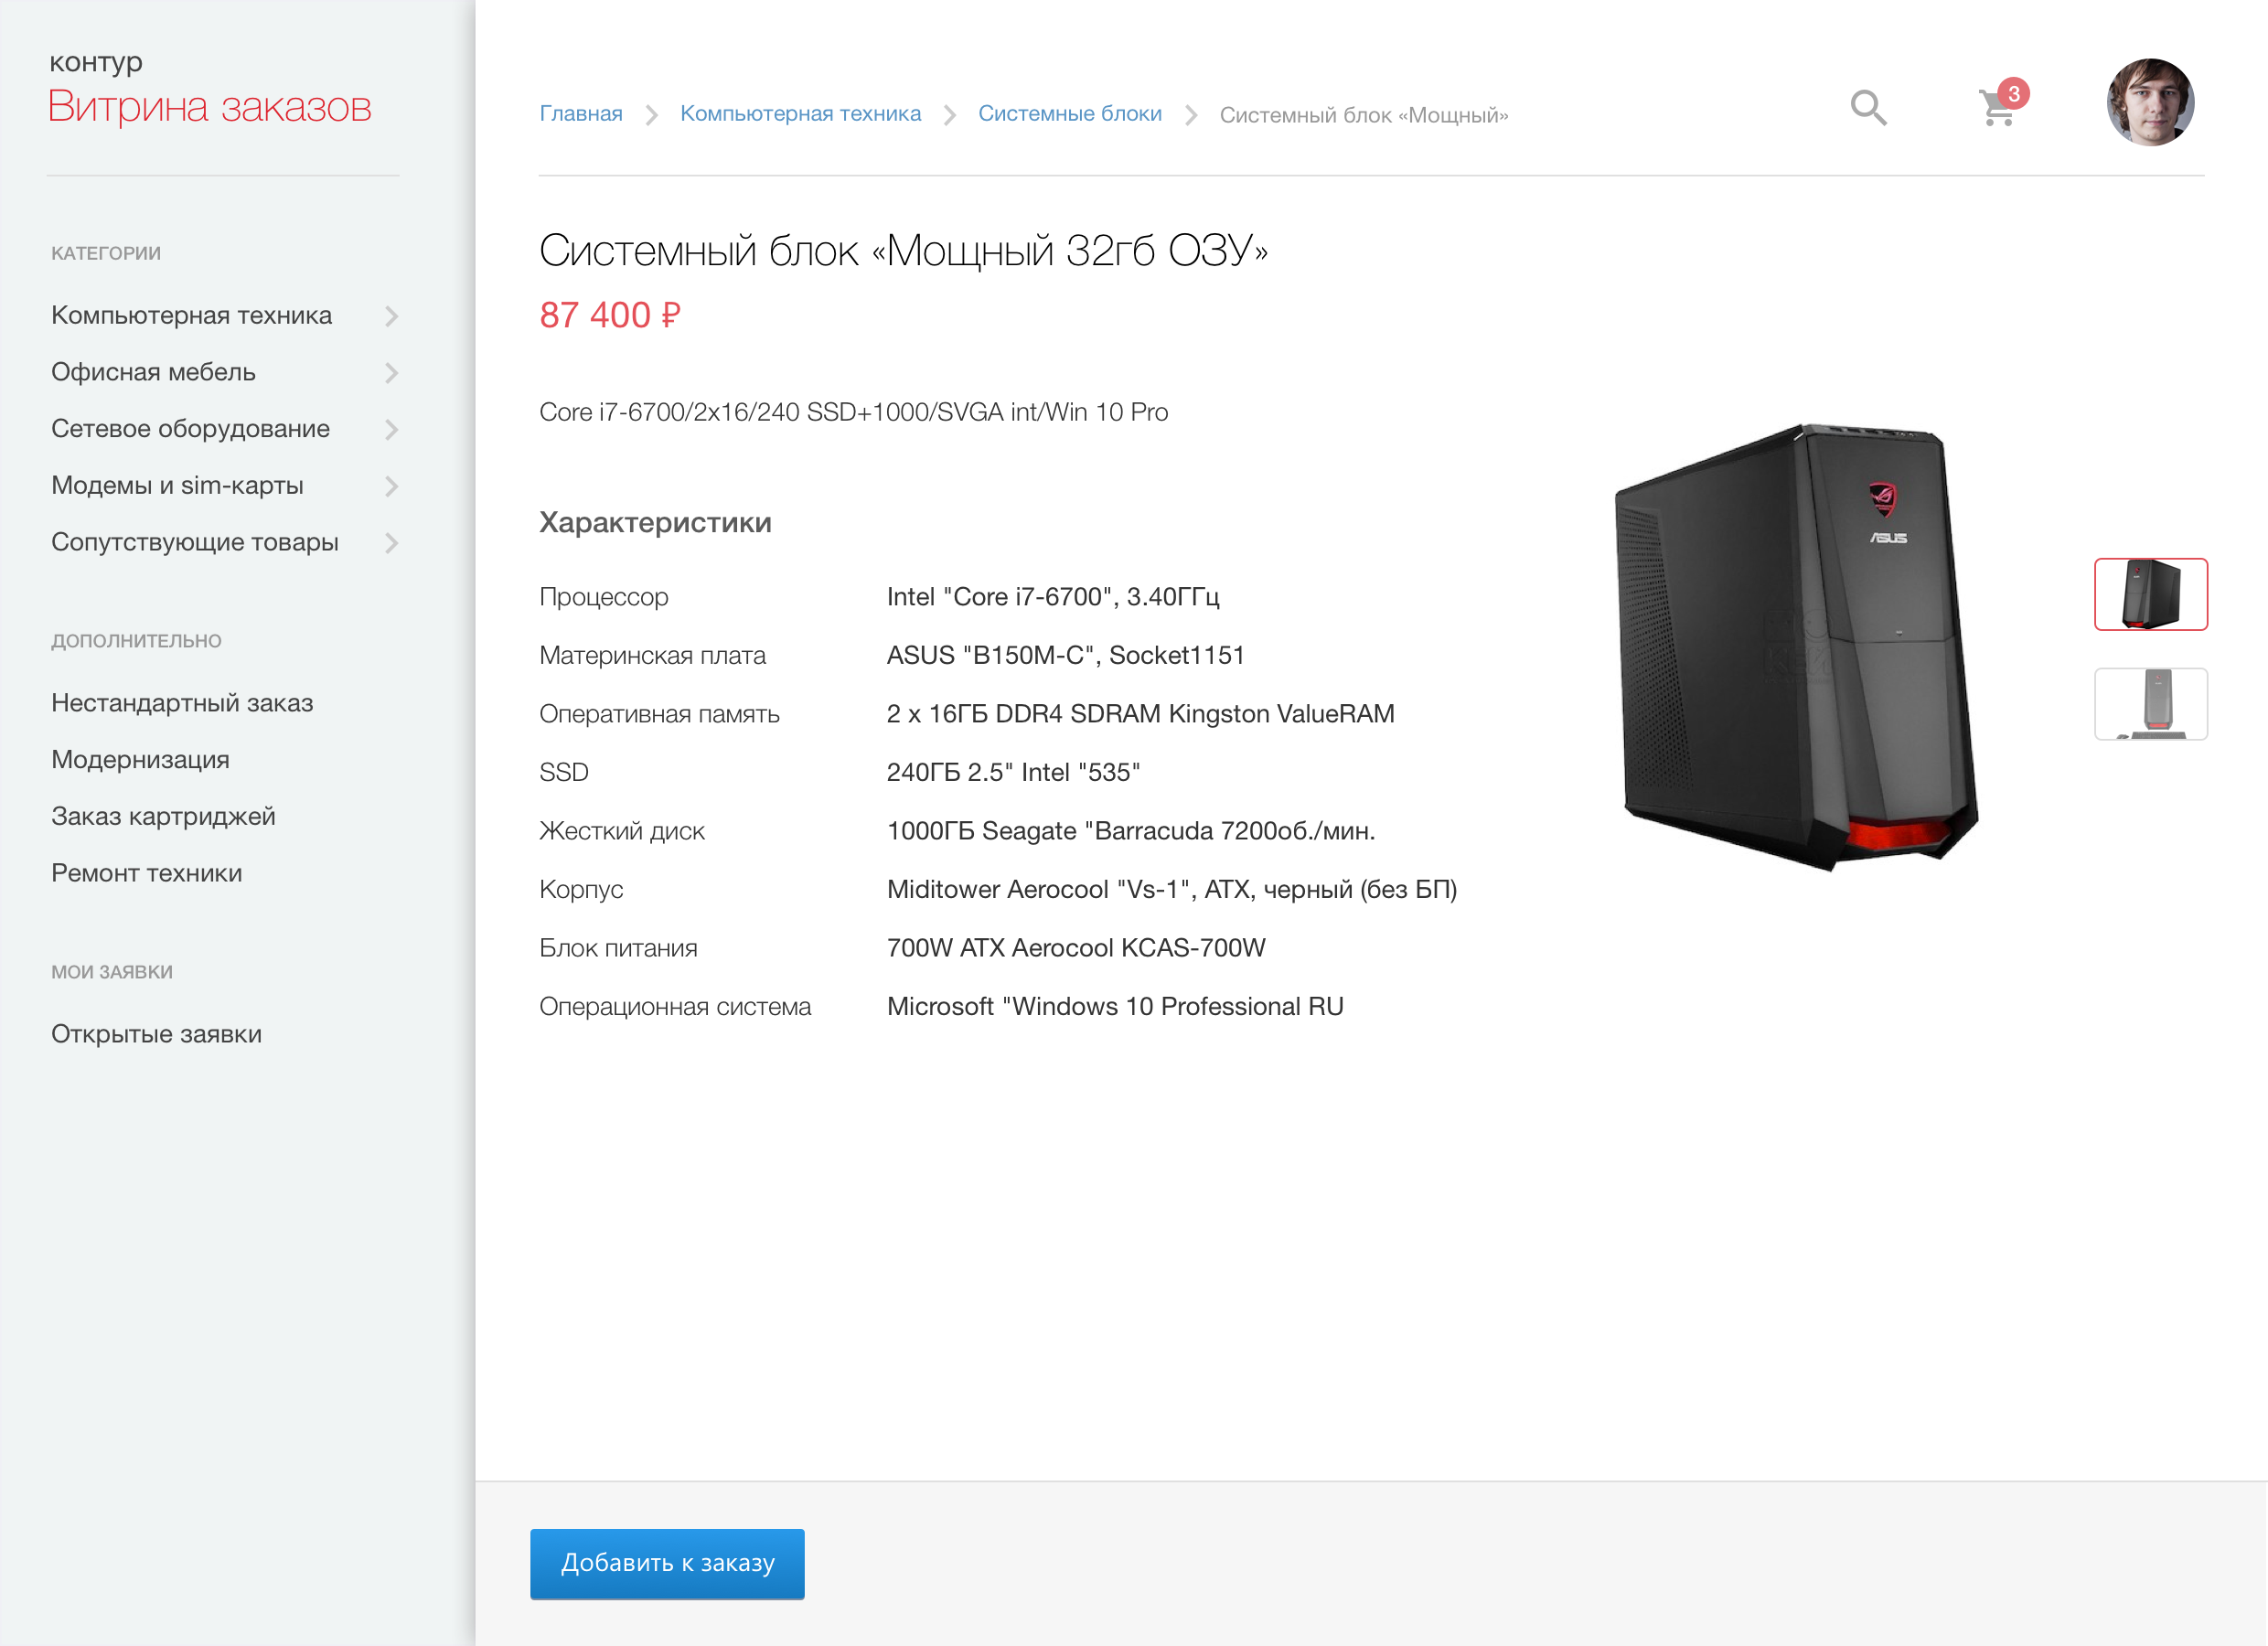 контур
Витрина заказов
КАТЕГОРИИ
Компьютерная техника
Офисная мебель
Сетевое оборудование
Модемы и sim-карты
Сопутствующие товары
ДОПОЛНИТЕЛЬНО
Нестандартный заказ
Модернизация
Заказ картриджей
Ремонт техники
МОИ ЗАЯВКИ
Открытые заявки
Главная Компьютерная техника Системные блоки Системный блок «Мощный»
3
Системный блок «Мощный 32гб ОЗУ»
87 400 ₽
Core i7-6700/2x16/240 SSD+1000/SVGA int/Win 10 Pro
Характеристики
Процессор Intel "Core i7-6700", 3.40ГГц
Материнская плата ASUS "B150M-C", Socket1151
Оперативная память 2 x 16ГБ DDR4 SDRAM Kingston ValueRAM
SSD 240ГБ 2.5" Intel "535"
Жесткий диск 1000ГБ Seagate "Barracuda 7200об./мин.
Корпус Miditower Aerocool "Vs-1", ATX, черный (без БП)
Блок питания 700W ATX Aerocool KCAS-700W
Операционная система Microsoft "Windows 10 Professional RU
ASUS
Добавить к заказу